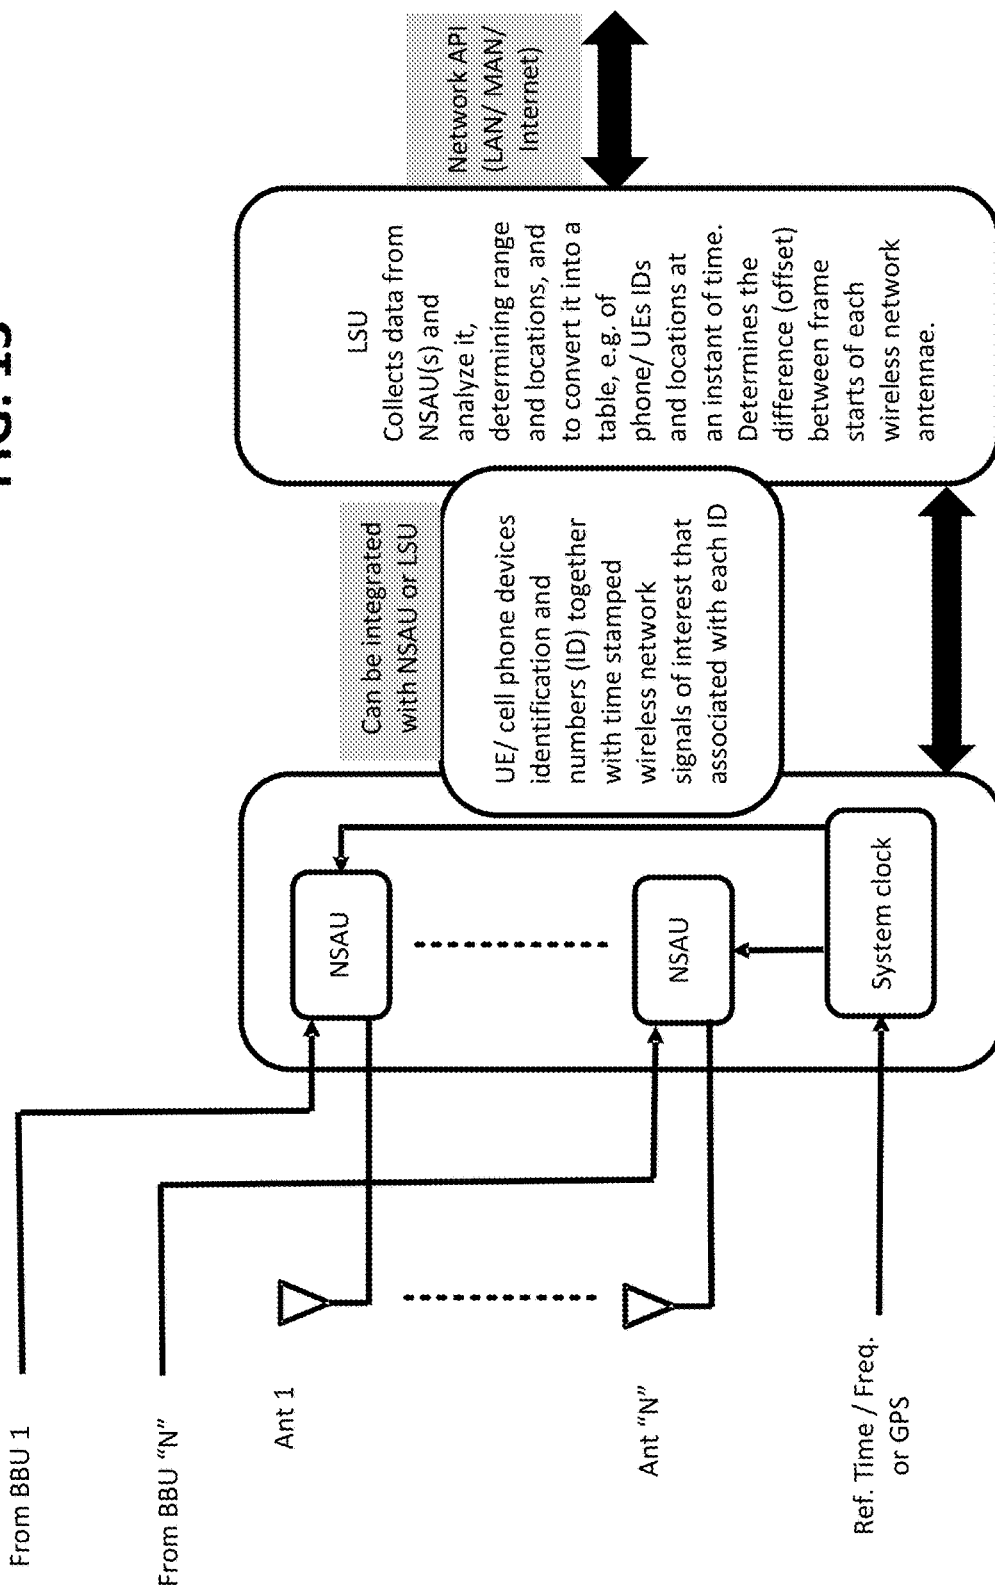 From BBU 1
From BBU “N”
Ant 1
Ant “N”
Ref. Time / Freq.
or GPS
NSAU
NSAU
System clock
Can be integrated
with NSAU or LSU
UE/ cell phone devices
identification and
numbers (ID) together
with time stamped
wireless network
signals of interest that
associated with each ID
LSU
Collects data from
NSAU(s) and
analyze it,
determining range
and locations, and
to convert it into a
table, e.g. of
phone/ UEs IDs
and locations at
an instant of time.
Determines the
difference (offset)
between frame
starts of each
wireless network
antennae.
Network API
(LAN/ MAN/
Internet)